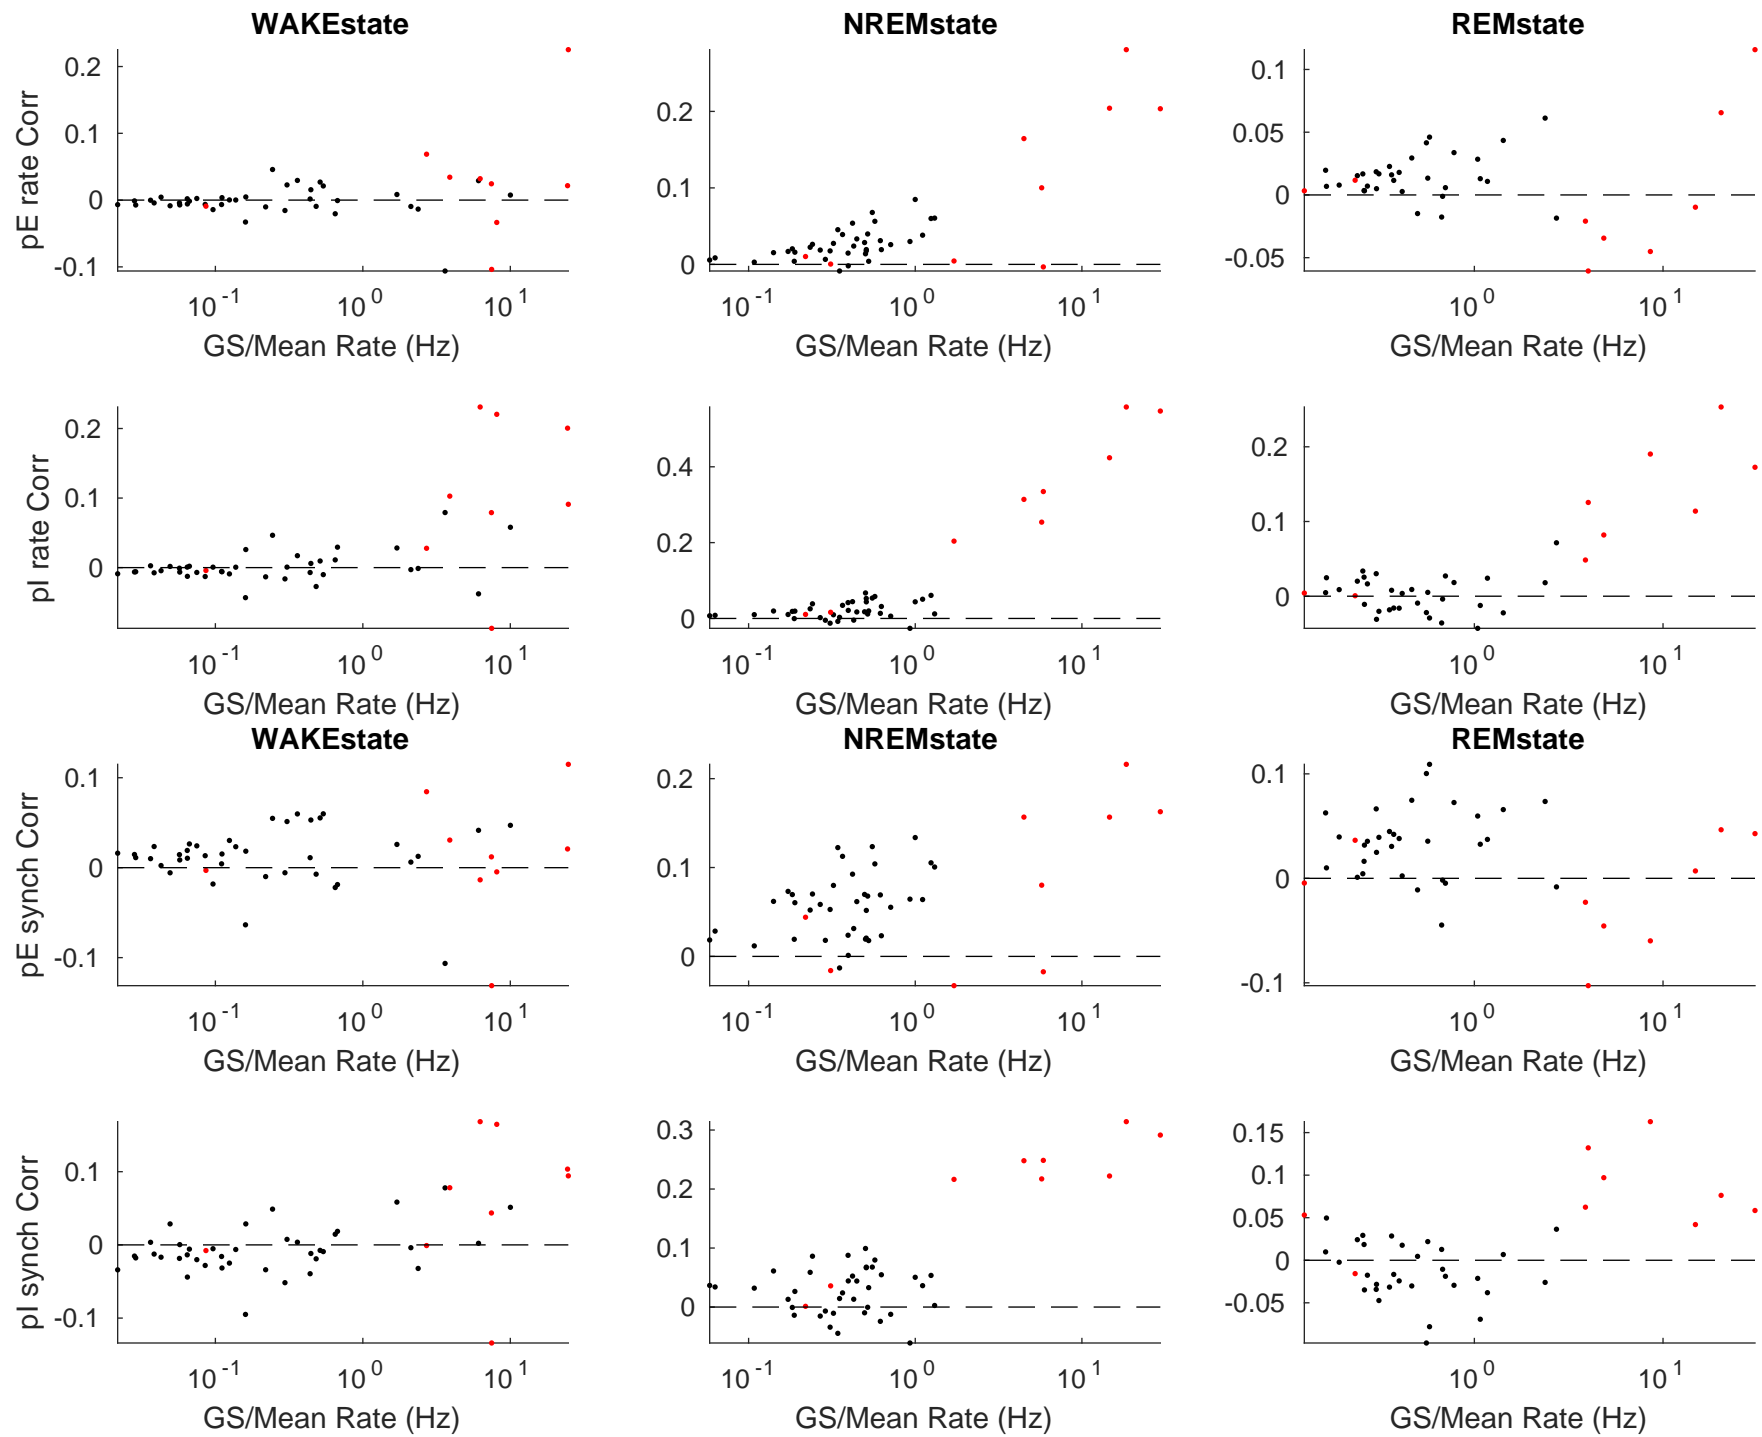 WAKEstate NREMstate REMstate
pE rate Corr
0.2 0.1 0 -0.1
0.2 0.1 0
0.1 0.05 0 -0.05
10^-1 10^0 10^1 10^-1 10^0 10^1 10^0 10^1
GS/Mean Rate (Hz) GS/Mean Rate (Hz) GS/Mean Rate (Hz)
pI rate Corr
0.2 0.1 0
0.4 0.2 0
0.2 0.1 0
10^-1 10^0 10^1 10^-1 10^0 10^1 10^0 10^1
GS/Mean Rate (Hz) GS/Mean Rate (Hz) GS/Mean Rate (Hz)
WAKEstate NREMstate REMstate
pE synch Corr
0.1 0 -0.1
0.2 0.1 0
0.1 0 -0.1
10^-1 10^0 10^1 10^-1 10^0 10^1 10^0 10^1
GS/Mean Rate (Hz) GS/Mean Rate (Hz) GS/Mean Rate (Hz)
pI synch Corr
0.1 0 -0.1
0.3 0.2 0.1 0
0.15 0.1 0.05 0 -0.05
10^-1 10^0 10^1 10^-1 10^0 10^1 10^0 10^1
GS/Mean Rate (Hz) GS/Mean Rate (Hz) GS/Mean Rate (Hz)